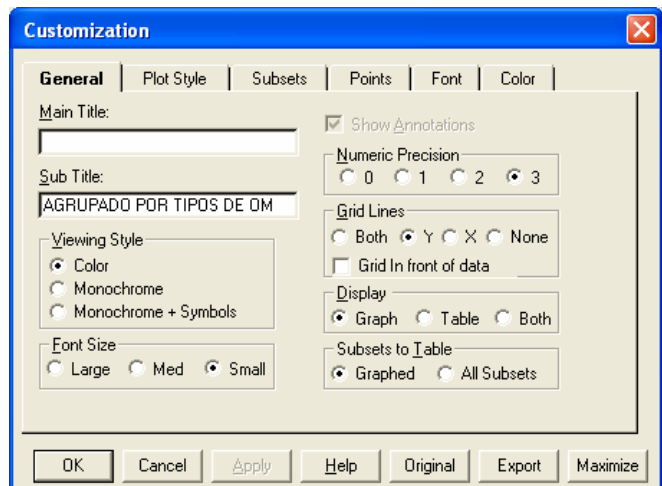 Customization
General Plot Style Subsets Points Font Color
Main Title:
Sub Title:
AGRUPADO POR TIPOS DE OM
Viewing Style
Color
Monochrome
Monochrome + Symbols
Font Size
Large Med Small
Show Annotations
Numeric Precision
0 1 2 3
Grid Lines
Both Y X None
Grid In front of data
Display
Graph Table Both
Subsets to Table
Graphed All Subsets
OK Cancel Apply Help Original Export Maximize